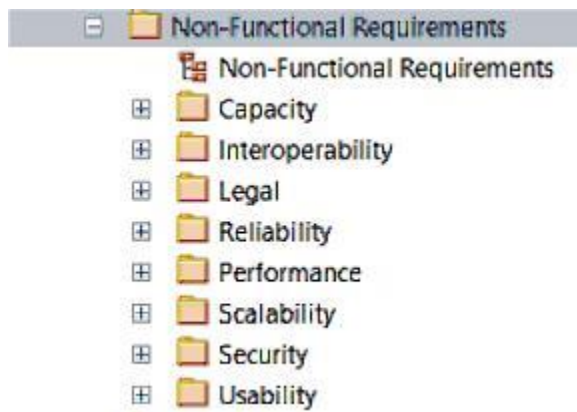 Non-Functional Requirements
Non-Functional Requirements
Capacity
Interoperability
Legal
Reliability
Performance
Scalability
Security
Usability